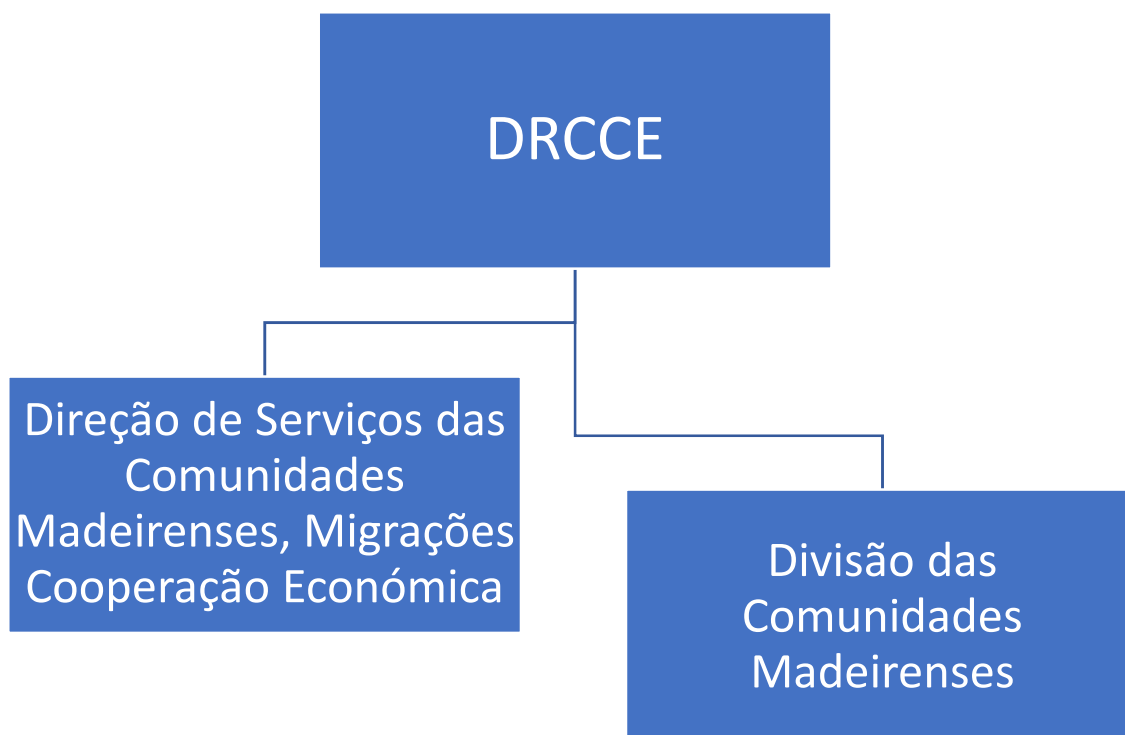 DRCCE
Direção de Serviços das
Comunidades
Madeirenses, Migrações
Cooperação Económica
Divisão das
Comunidades
Madeirenses